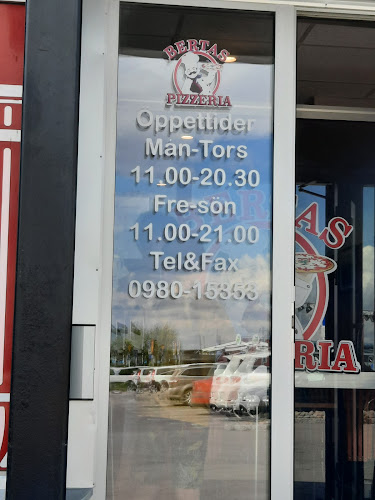 BERTAS
PIZZERIA
Öppettider
Mån-Tors
11.00-20.30
Fre-sön
11.00-21.00
Tel&Fax
0980-15353